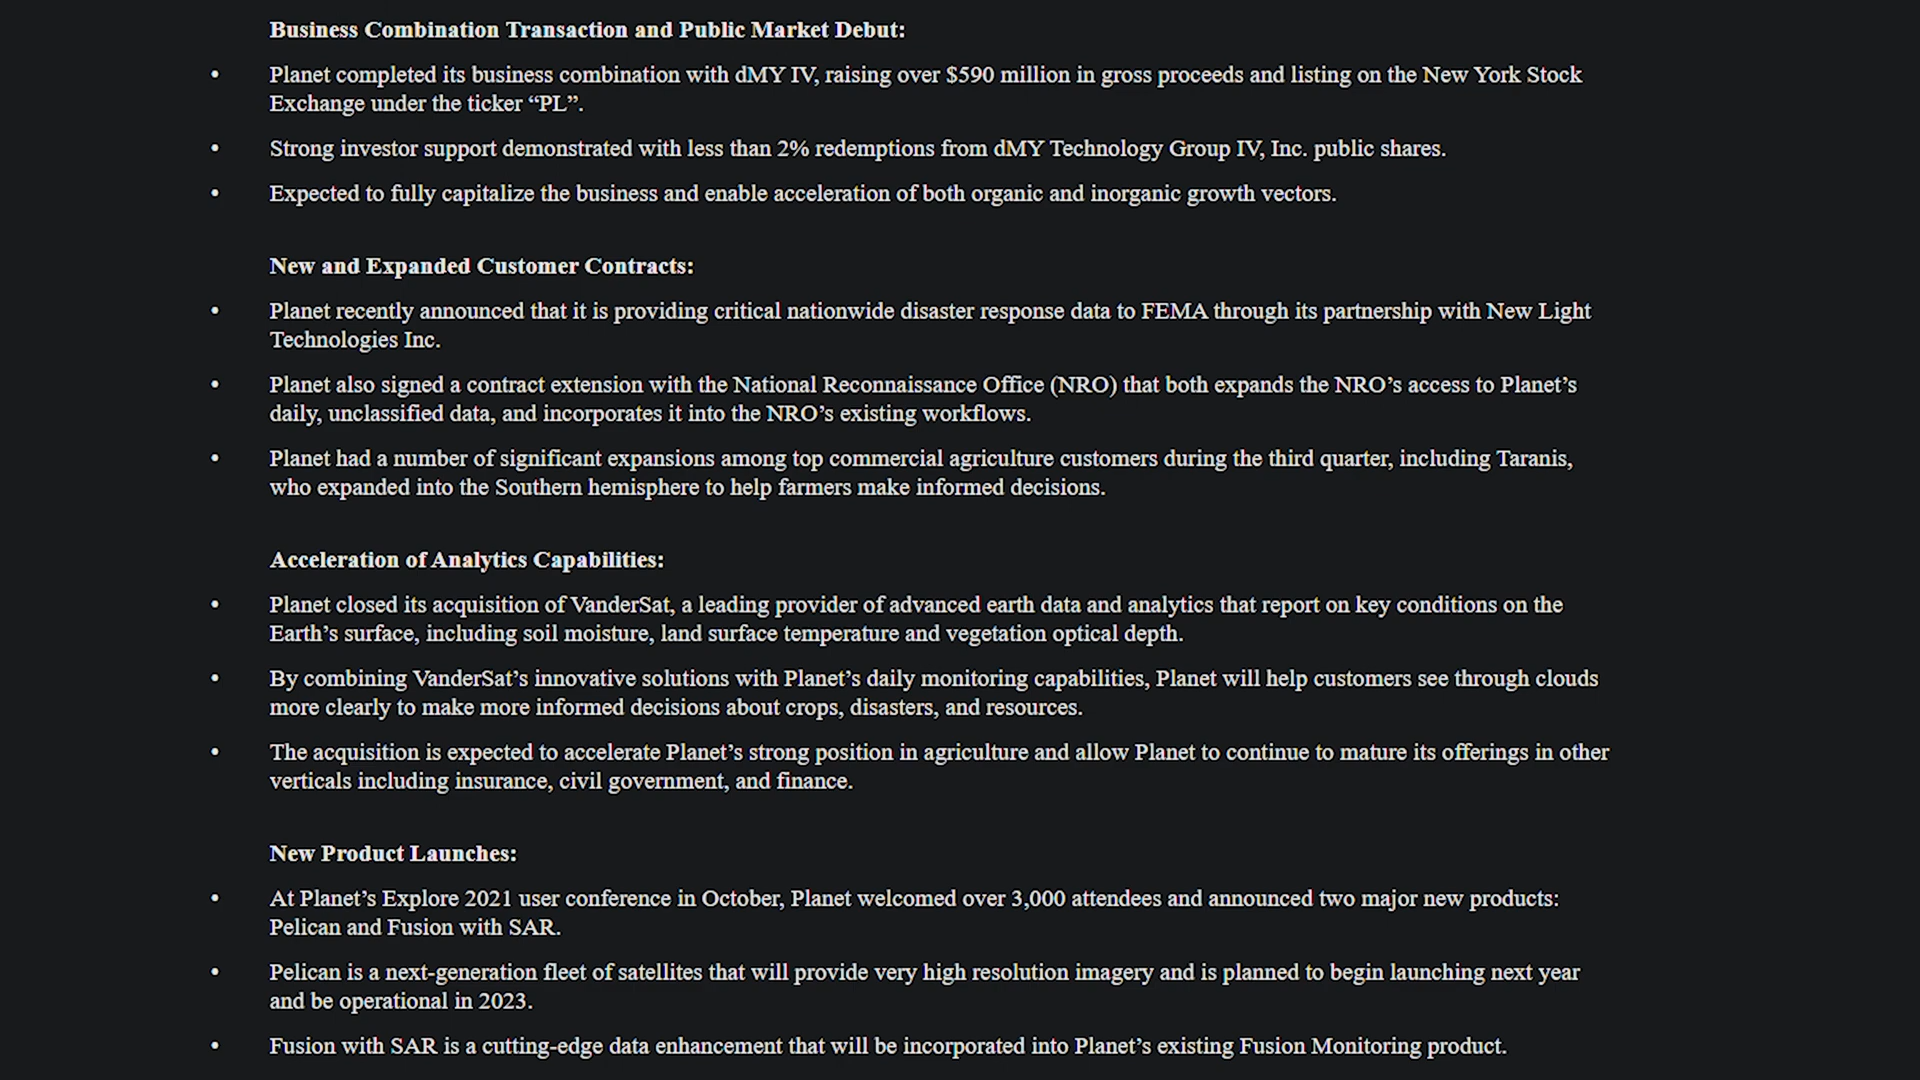 Business Combination Transaction and Public Market Debut:
• Planet completed its business combination with dMY IV, raising over $590 million in gross proceeds and listing on the New York Stock
Exchange under the ticker “PL”.
• Strong investor support demonstrated with less than 2% redemptions from dMY Technology Group IV, Inc. public shares.
• Expected to fully capitalize the business and enable acceleration of both organic and inorganic growth vectors.
New and Expanded Customer Contracts:
• Planet recently announced that it is providing critical nationwide disaster response data to FEMA through its partnership with New Light
Technologies Inc.
• Planet also signed a contract extension with the National Reconnaissance Office (NRO) that both expands the NRO’s access to Planet’s
daily, unclassified data, and incorporates it into the NRO’s existing workflows.
• Planet had a number of significant expansions among top commercial agriculture customers during the third quarter, including Taranis,
who expanded into the Southern hemisphere to help farmers make informed decisions.
Acceleration of Analytics Capabilities:
• Planet closed its acquisition of VanderSat, a leading provider of advanced earth data and analytics that report on key conditions on the
Earth’s surface, including soil moisture, land surface temperature and vegetation optical depth.
• By combining VanderSat’s innovative solutions with Planet’s daily monitoring capabilities, Planet will help customers see through clouds
more clearly to make more informed decisions about crops, disasters, and resources.
• The acquisition is expected to accelerate Planet’s strong position in agriculture and allow Planet to continue to mature its offerings in other
verticals including insurance, civil government, and finance.
New Product Launches:
• At Planet’s Explore 2021 user conference in October, Planet welcomed over 3,000 attendees and announced two major new products:
Pelican and Fusion with SAR.
• Pelican is a next-generation fleet of satellites that will provide very high resolution imagery and is planned to begin launching next year
and be operational in 2023.
• Fusion with SAR is a cutting-edge data enhancement that will be incorporated into Planet’s existing Fusion Monitoring product.